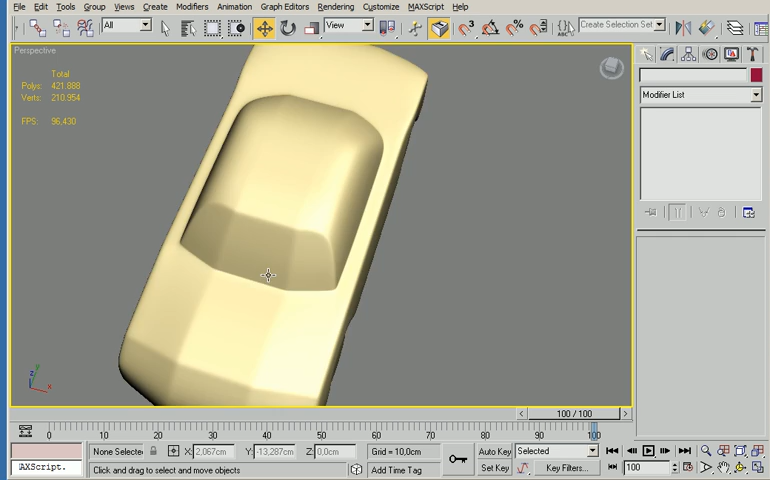 File Edit Tools Group Views Create Modifiers Animation Graph Editors Rendering Customize MAXScript Help
All View Create Selection Set
Perspective
Total
Polys: 421.888
Verts: 210.954
FPS: 96.430
Modifier List
z y x
100 / 100
0 10 20 30 40 50 60 70 80 90 100
None Selecte X: 2,067cm Y: -13,287cm Z: 0,0cm Grid = 10,0cm Auto Key Selected
AXScript. Click and drag to select and move objects Add Time Tag Set Key Key Filters... 100